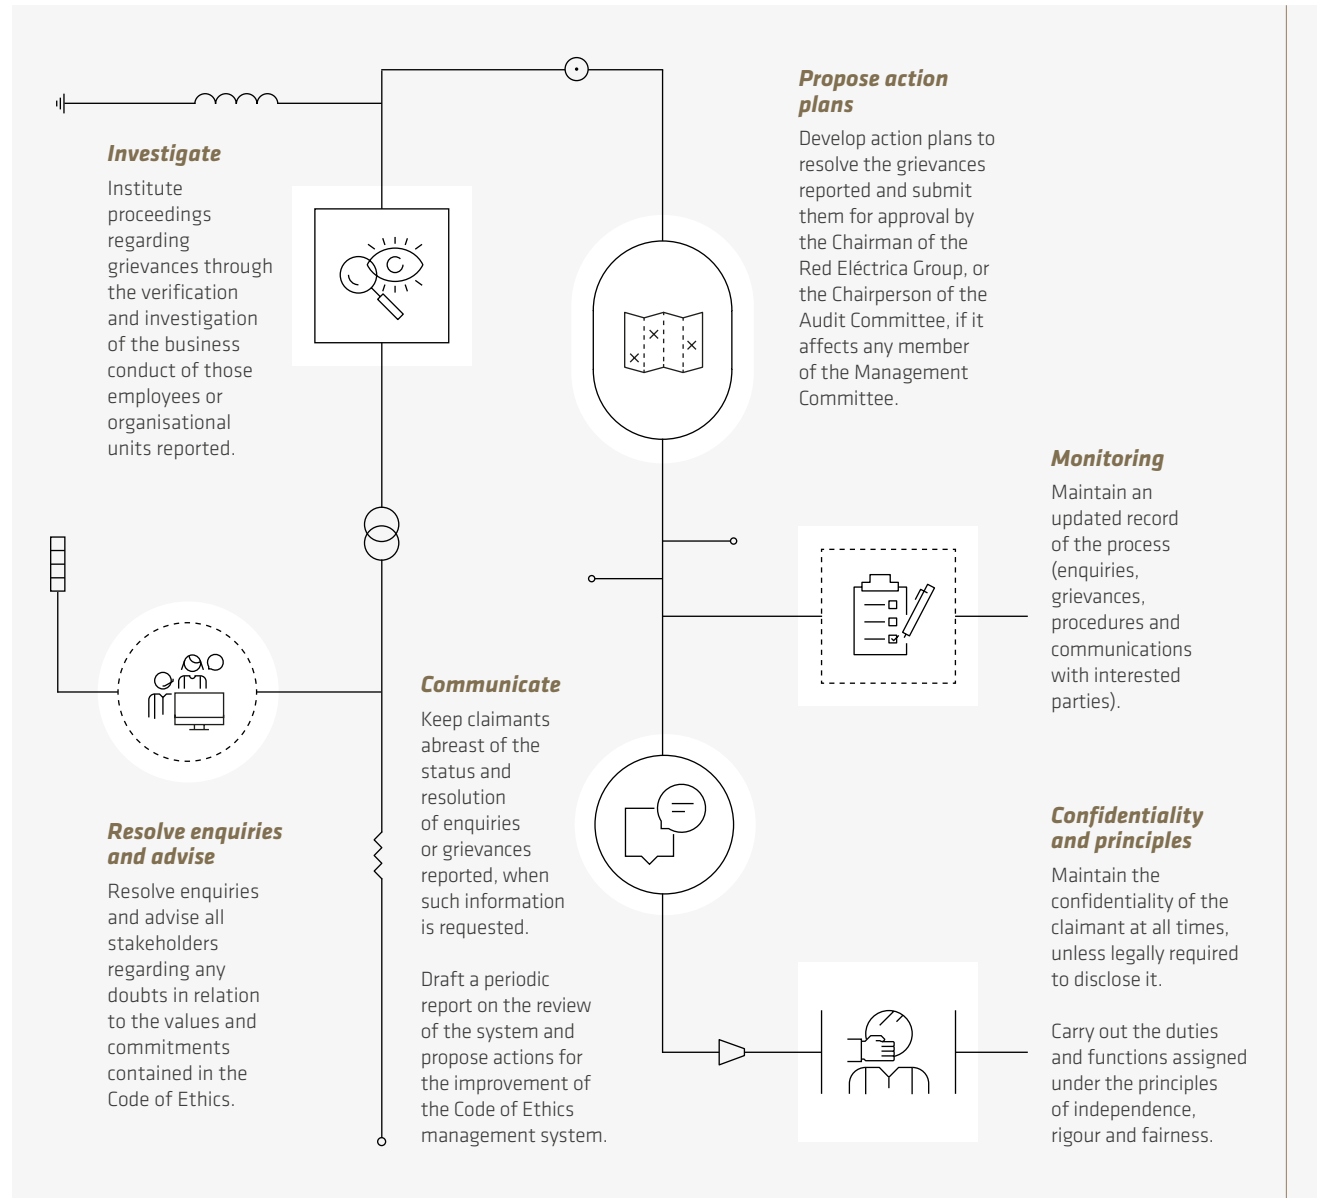 Investigate
Institute
proceedings
regarding
grievances through
the verification
and investigation
of the business
conduct of those
employees or
organisational
units reported.
Resolve enquiries
and advise
Resolve enquiries
and advise all
stakeholders
regarding any
doubts in relation
to the values and
commitments
contained in the
Code of Ethics.
Communicate
Keep claimants
abreast of the
status and
resolution
of enquiries
or grievances
reported, when
such information
is requested.
Draft a periodic
report on the review
of the system and
propose actions for
the improvement of
the Code of Ethics
management system.
Propose action
plans
Develop action plans to
resolve the grievances
reported and submit
them for approval by
the Chairman of the
Red Eléctrica Group, or
the Chairperson of the
Audit Committee, if it
affects any member
of the Management
Committee.
Monitoring
Maintain an
updated record
of the process
(enquiries,
grievances,
procedures and
communications
with interested
parties).
Confidentiality
and principles
Maintain the
confidentiality of the
claimant at all times,
unless legally required
to disclose it.
Carry out the duties
and functions assigned
under the principles
of independence,
rigour and fairness.